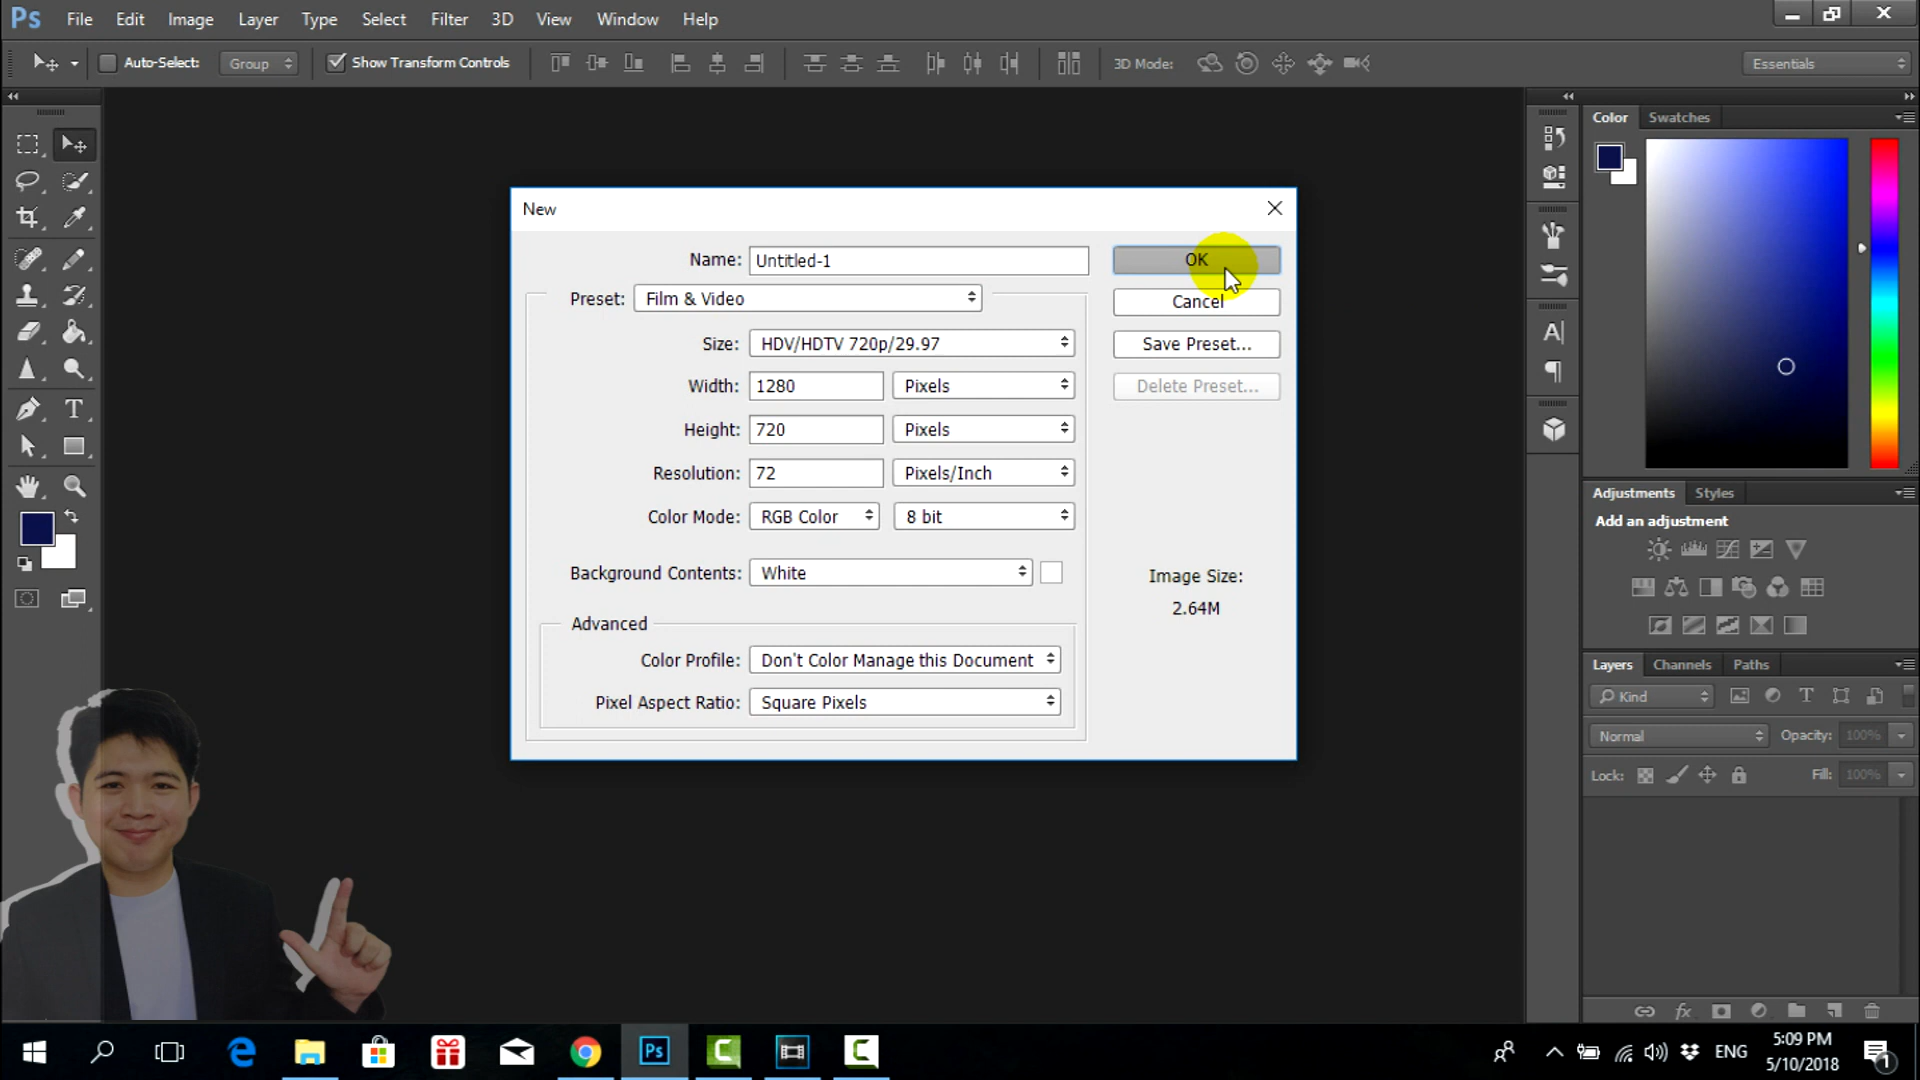 Ps File Edit Image Layer Type Select Filter 3D View Window Help
Auto-Select: Group Show Transform Controls 3D Mode: Essentials
Color Swatches
New
Name: Untitled-1 OK
Preset: Film & Video Cancel
Size: HDV/HDTV 720p/29.97 Save Preset...
Width: 1280 Pixels Delete Preset...
Height: 720 Pixels
Resolution: 72 Pixels/Inch
Color Mode: RGB Color 8 bit
Background Contents: White
Image Size:
2.64M
Advanced
Color Profile: Don't Color Manage this Document
Pixel Aspect Ratio: Square Pixels
Adjustments Styles
Add an adjustment
Layers Channels Paths
Kind
Normal Opacity: 100%
Lock: Fill: 100%
Ps ENG 5:09 PM
5/10/2018 1